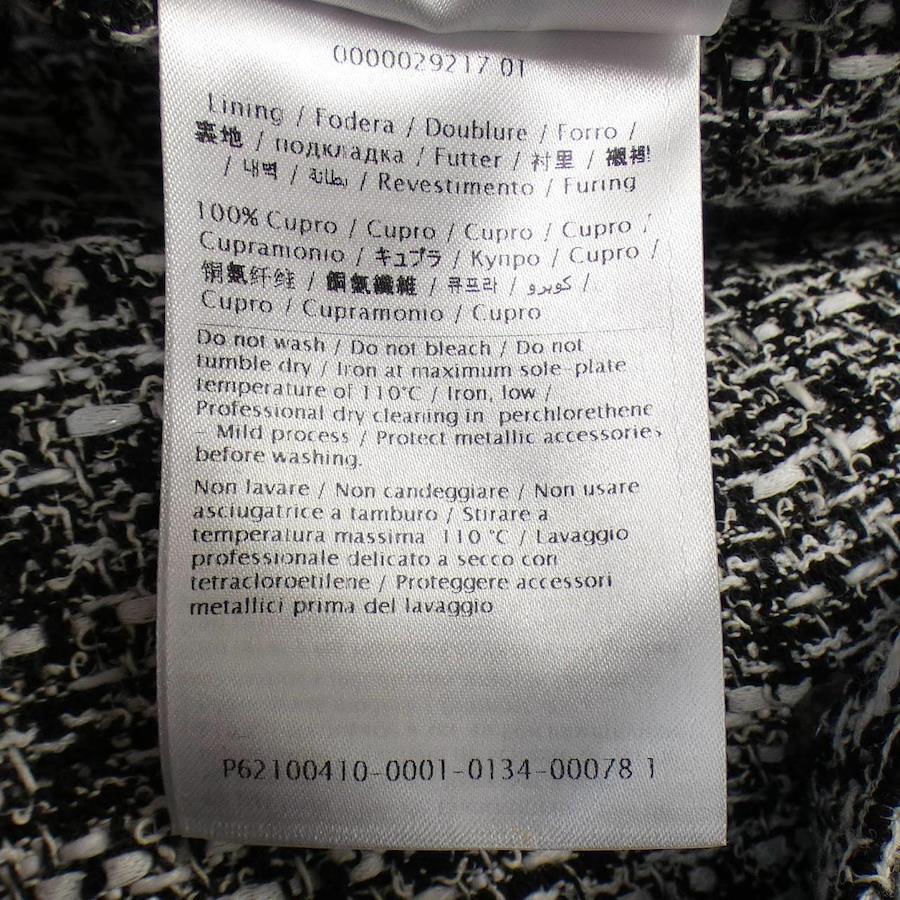 0000029217 01
Lining / Fodera / Doublure / Forro /
裏地 / подкладка / Futter / 衬里 / 襯裡
/ 내벽 / بطانة / Revestimento / Furing
100% Cupro / Cupro / Cupro / Cupro /
Cupramonio / キュプラ / Купро / Cupro /
铜氨纤维 / 銅氨纖維 / 큐프라 / كوبرو /
Cupro / Cupramonio / Cupro
Do not wash / Do not bleach / Do not
tumble dry / Iron at maximum sole-plate
temperature of 110°C / Iron, low /
Professional dry cleaning in perchlorethene
- Mild process / Protect metallic accessories
before washing.
Non lavare / Non candeggiare / Non usare
asciugatrice a tamburo / Stirare a
temperatura massima 110 °C / Lavaggio
professionale delicato a secco con
tetracloroetilene / Proteggere accessori
metallici prima del lavaggio
P62100410-0001-0134-00078 1